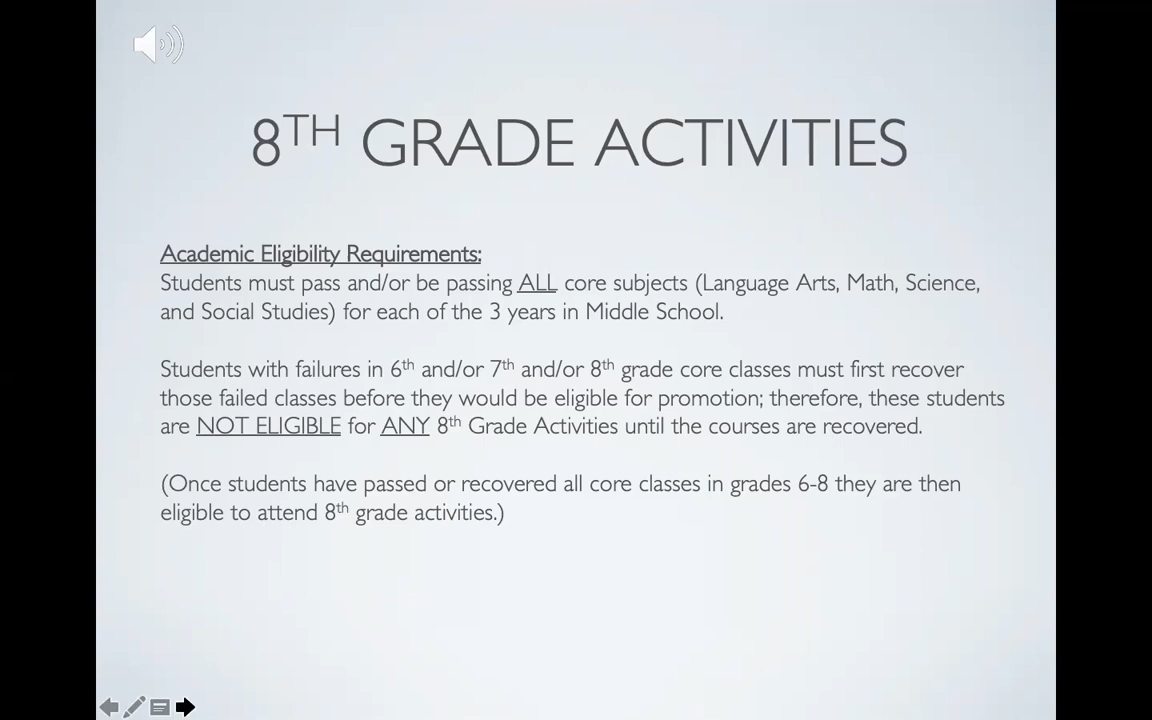 8TH GRADE ACTIVITIES
Academic Eligibility Requirements:
Students must pass and/or be passing ALL core subjects (Language Arts, Math, Science,
and Social Studies) for each of the 3 years in Middle School.
Students with failures in 6th and/or 7th and/or 8th grade core classes must first recover
those failed classes before they would be eligible for promotion; therefore, these students
are NOT ELIGIBLE for ANY 8th Grade Activities until the courses are recovered.
(Once students have passed or recovered all core classes in grades 6-8 they are then
eligible to attend 8th grade activities.)